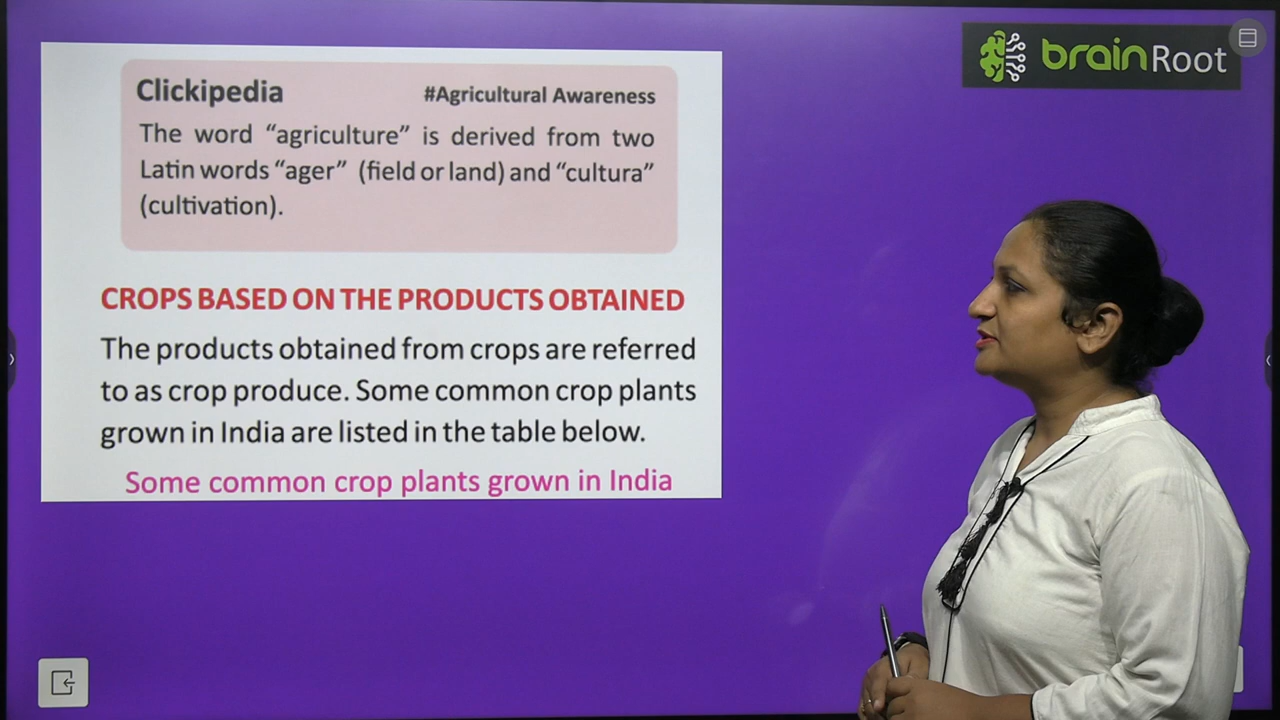 brainRoot
Clickipedia #Agricultural Awareness
The word “agriculture” is derived from two
Latin words “ager” (field or land) and “cultura”
(cultivation).
CROPS BASED ON THE PRODUCTS OBTAINED
The products obtained from crops are referred
to as crop produce. Some common crop plants
grown in India are listed in the table below.
Some common crop plants grown in India